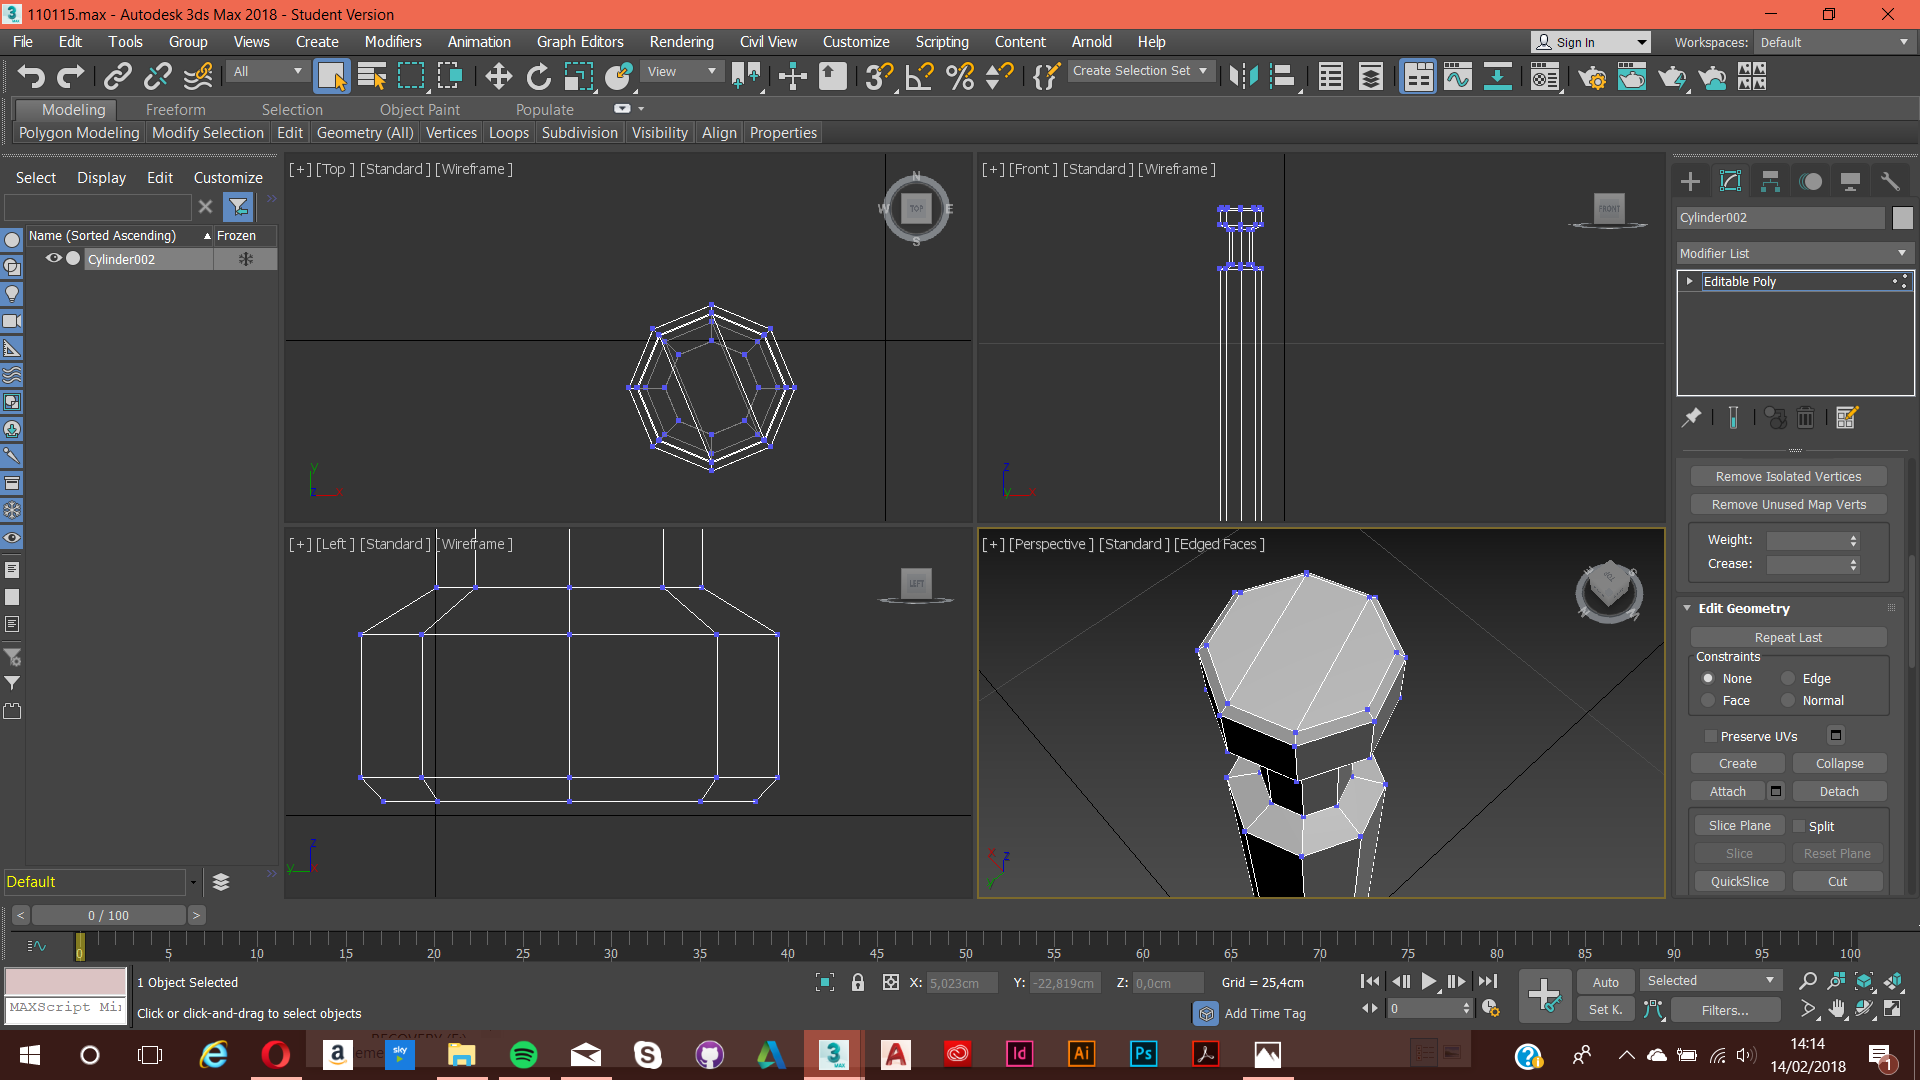 110115.max - Autodesk 3ds Max 2018 - Student Version
File Edit Tools Group Views Create Modifiers Animation Graph Editors Rendering Civil View Customize Scripting Content Arnold Help
Sign In
Workspaces: Default
All
View
Create Selection Set
Modeling Freeform Selection Object Paint Populate
Polygon Modeling Modify Selection Edit Geometry (All) Vertices Loops Subdivision Visibility Align Properties
Select Display Edit Customize
Name (Sorted Ascending) Frozen
Cylinder002
[+] [Top ] [Standard ] [Wireframe ]
N
W TOP E
S
y
z x
[+] [Front ] [Standard ] [Wireframe ]
FRONT
z
y x
[+] [Left ] [Standard ] [Wireframe ]
LEFT
z
y x
[+] [Perspective ] [Standard ] [Edged Faces ]
TOP
x z
y
Cylinder002
Modifier List
Editable Poly
Remove Isolated Vertices
Remove Unused Map Verts
Weight:
Crease:
Edit Geometry
Repeat Last
Constraints
None Edge
Face Normal
Preserve UVs
Create Collapse
Attach Detach
Slice Plane Split
Slice Reset Plane
QuickSlice Cut
Default
< 0 / 100 >
0 5 10 15 20 25 30 35 40 45 50 55 60 65 70 75 80 85 90 95 100
1 Object Selected
X: 5,023cm Y: -22,819cm Z: 0,0cm Grid = 25,4cm
Auto Selected
MAXScript Mi
Click or click-and-drag to select objects
Add Time Tag
0
Set K. Filters...
a sky 3 MAX A Id Ai Ps
14:14
14/02/2018
1